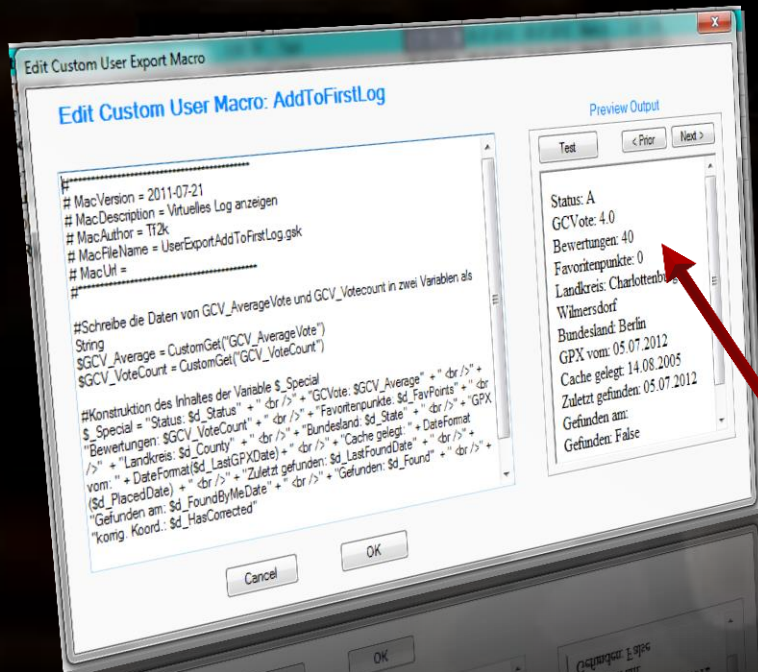 Edit Custom User Export Macro
X
Edit Custom User Macro: AddToFirstLog
#*******************************************
# MacVersion = 2011-07-21
# MacDescription = Virtuelles Log anzeigen
# MacAuthor = Tf2k
# MacFileName = UserExportAddToFirstLog.gsk
# MacUrl =
#*******************************************
#Schreibe die Daten von GCV_AverageVote und GCV_Votecount in zwei Variablen als
String
$GCV_Average = CustomGet("GCV_AverageVote")
$GCV_VoteCount = CustomGet("GCV_VoteCount")
#Konstruktion des Inhaltes der Variable $_Special
$_Special = "Status: $d_Status" + " <br />" + "GCVote: $GCV_Average" + " <br />" +
"Bewertungen: $GCV_VoteCount" + " <br />" + "Favoritenpunkte: $d_FavPoints" + " <br
/>" + "Landkreis: $d_County" + " <br />" + "Bundesland: $d_State" + " <br />" + "GPX
vom: " + DateFormat($d_LastGPXDate) + " <br />" + "Cache gelegt: " + DateFormat
($d_PlacedDate) + " <br />" + "Zuletzt gefunden: $d_LastFoundDate" + " <br />" +
"Gefunden am: $d_FoundByMeDate" + " <br />" + "Gefunden: $d_Found" + " <br />" +
"korrig. Koord.: $d_HasCorrected"
Cancel
OK
Preview Output
Test
< Prior
Next >
Status: A
GCVote: 4.0
Bewertungen: 40
Favoritenpunkte: 0
Landkreis: Charlottenburg
Wilmersdorf
Bundesland: Berlin
GPX vom: 05.07.2012
Cache gelegt: 14.08.2005
Zuletzt gefunden: 05.07.2012
Gefunden am:
Gefunden: False
OK
Gefunden: False